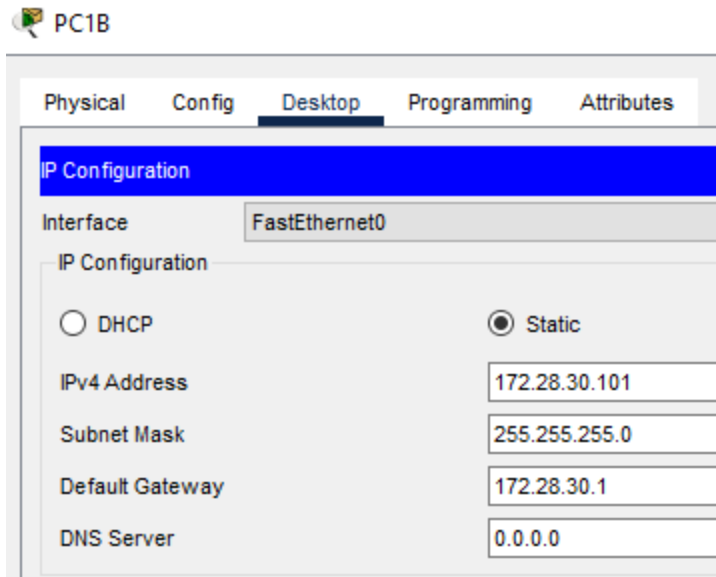 PC1B
Physical Config Desktop Programming Attributes
IP Configuration
Interface FastEthernet0
IP Configuration
DHCP Static
IPv4 Address 172.28.30.101
Subnet Mask 255.255.255.0
Default Gateway 172.28.30.1
DNS Server 0.0.0.0